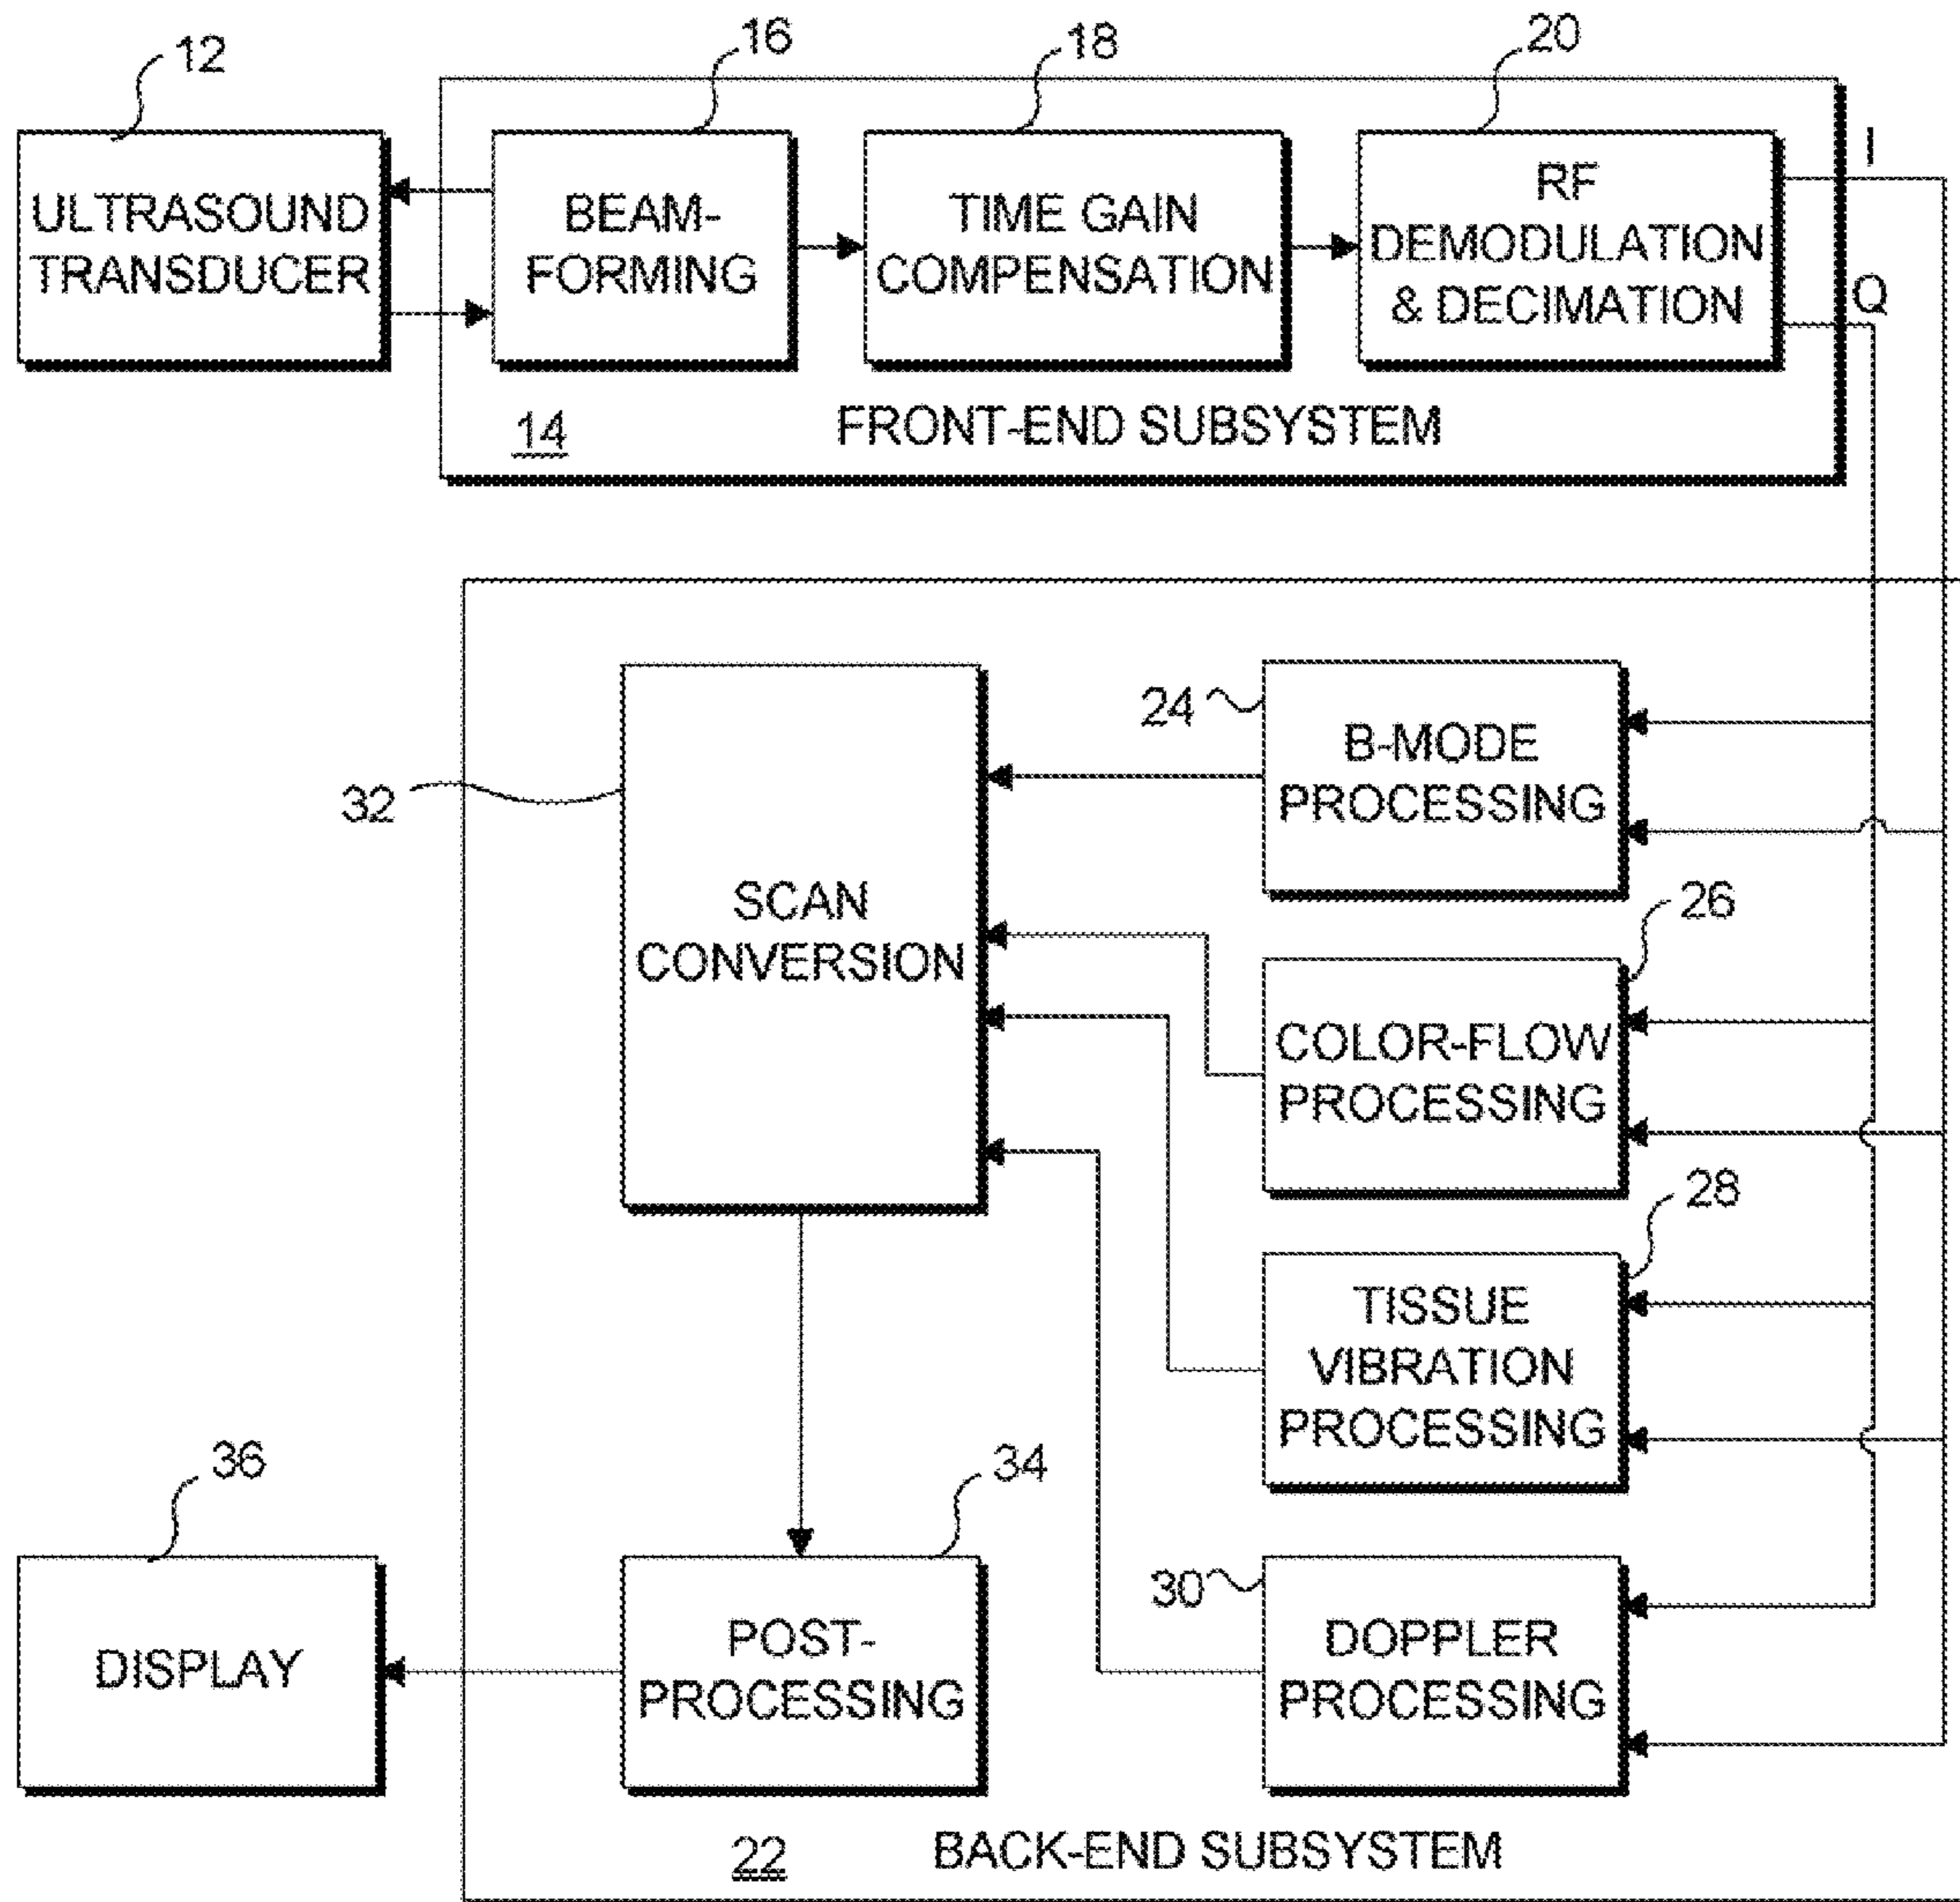 12
16
18
20
ULTRASOUND
TRANSDUCER
BEAM-
FORMING
TIME GAIN
COMPENSATION
RF
DEMODULATION
& DECIMATION
I
Q
14
FRONT-END SUBSYSTEM
24
B-MODE
PROCESSING
32
SCAN
CONVERSION
26
COLOR-FLOW
PROCESSING
28
TISSUE
VIBRATION
PROCESSING
36
DISPLAY
34
POST-
PROCESSING
30
DOPPLER
PROCESSING
22
BACK-END SUBSYSTEM